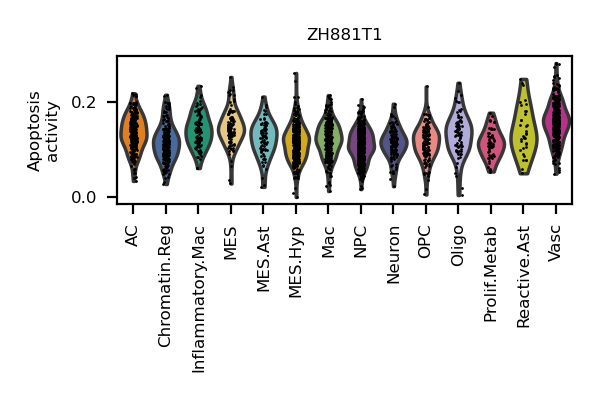 ZH881T1
Apoptosis
activity
0.2
0.0
AC
Chromatin.Reg
Inflammatory.Mac
MES
MES.Ast
MES.Hyp
Mac
NPC
Neuron
OPC
Oligo
Prolif.Metab
Reactive.Ast
Vasc